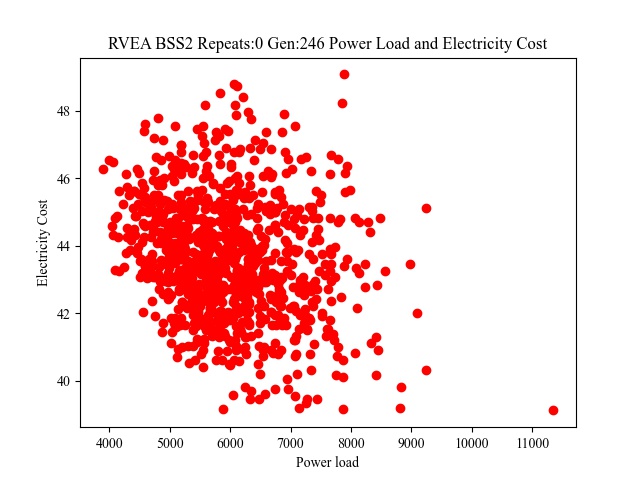 RVEA BSS2 Repeats:0 Gen:246 Power Load and Electricity Cost
Electricity Cost
48
46
44
42
40
4000 5000 6000 7000 8000 9000 10000 11000
Power load